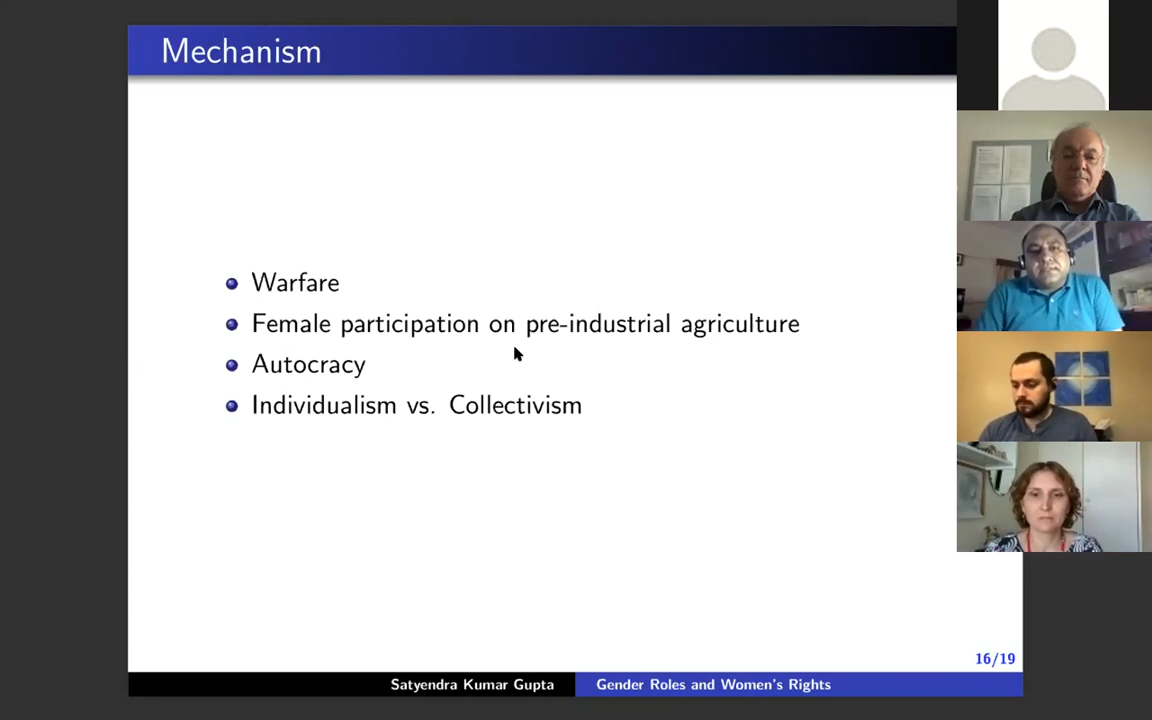 Mechanism
Warfare
Female participation on pre-industrial agriculture
Autocracy
Individualism vs. Collectivism
16/19
Satyendra Kumar Gupta
Gender Roles and Women's Rights